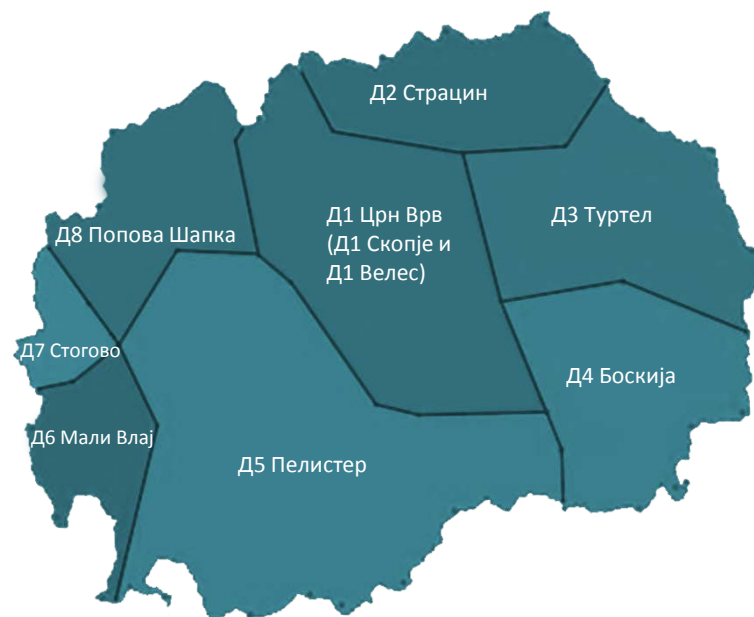 Д2 Страцин
Д1 Црн Врв
(Д1 Скопје и
Д1 Велес)
Д3 Туртел
Д8 Попова Шапка
Д7 Стогово
Д4 Боскија
Д6 Мали Влај
Д5 Пелистер